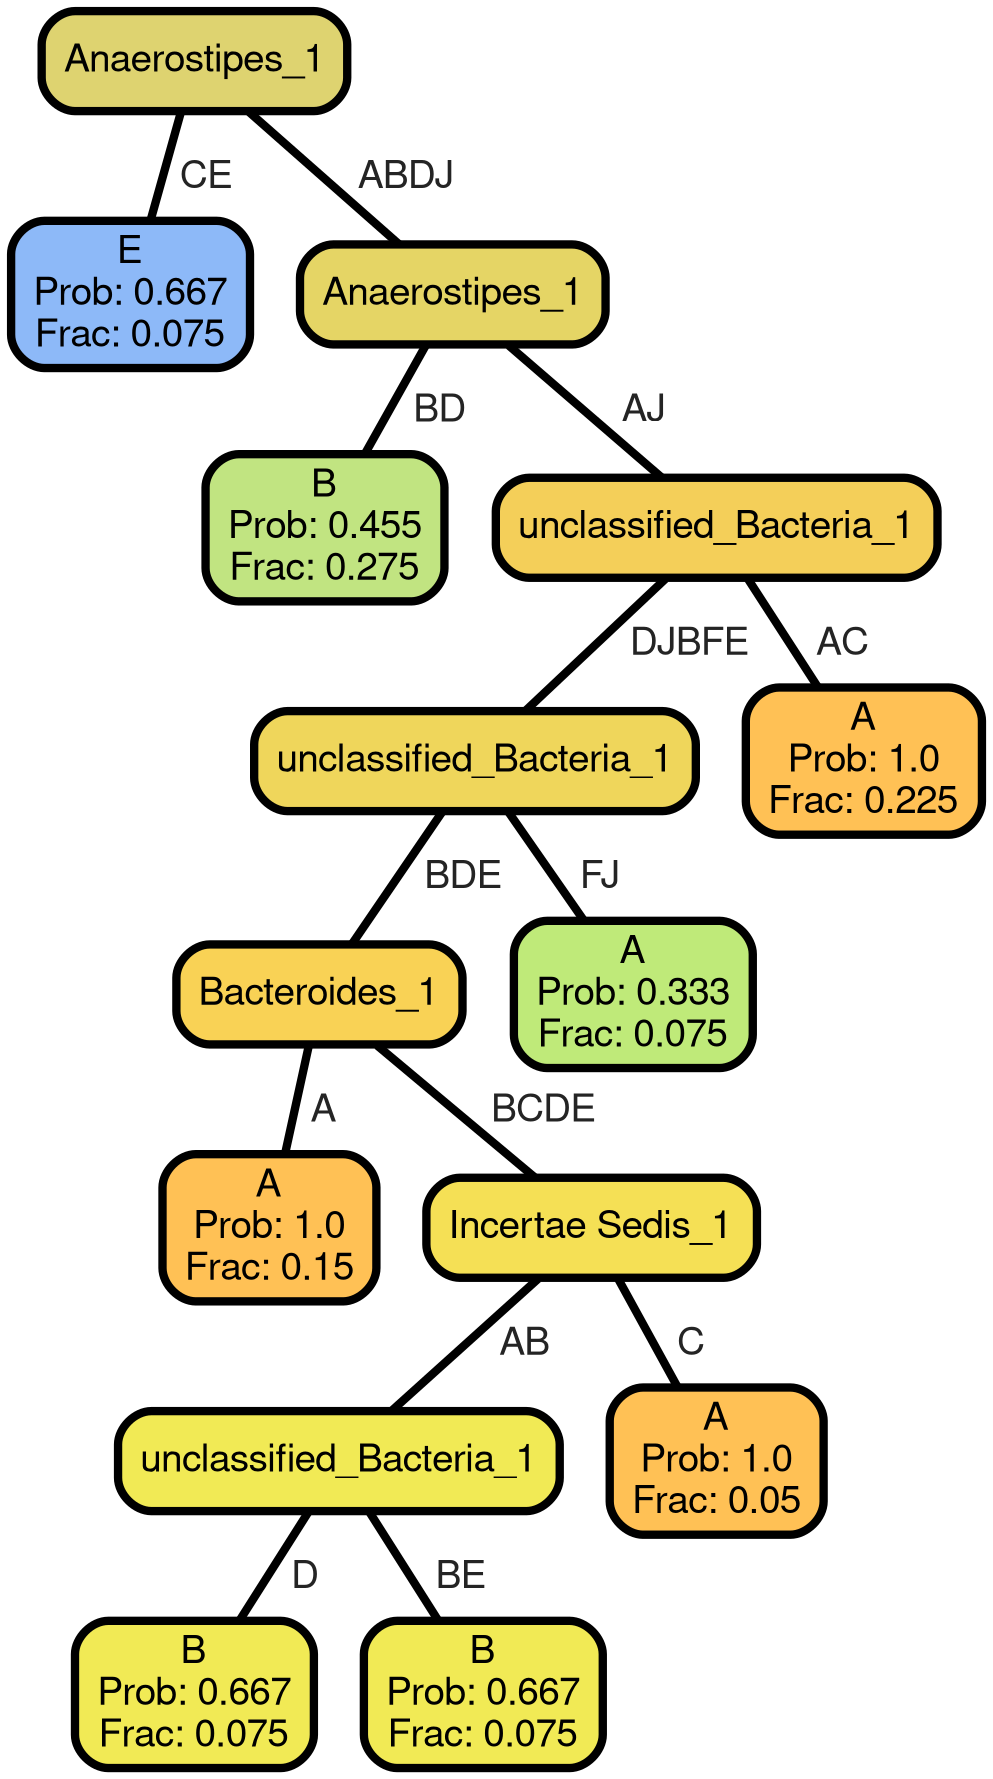 Anaerostipes_1
CE
ABDJ
E
Prob: 0.667
Frac: 0.075
Anaerostipes_1
BD
AJ
B
Prob: 0.455
Frac: 0.275
unclassified_Bacteria_1
DJBFE
AC
unclassified_Bacteria_1
A
Prob: 1.0
Frac: 0.225
BDE
FJ
Bacteroides_1
A
Prob: 0.333
Frac: 0.075
A
BCDE
A
Prob: 1.0
Frac: 0.15
Incertae Sedis_1
AB
C
unclassified_Bacteria_1
A
Prob: 1.0
Frac: 0.05
D
BE
B
Prob: 0.667
Frac: 0.075
B
Prob: 0.667
Frac: 0.075